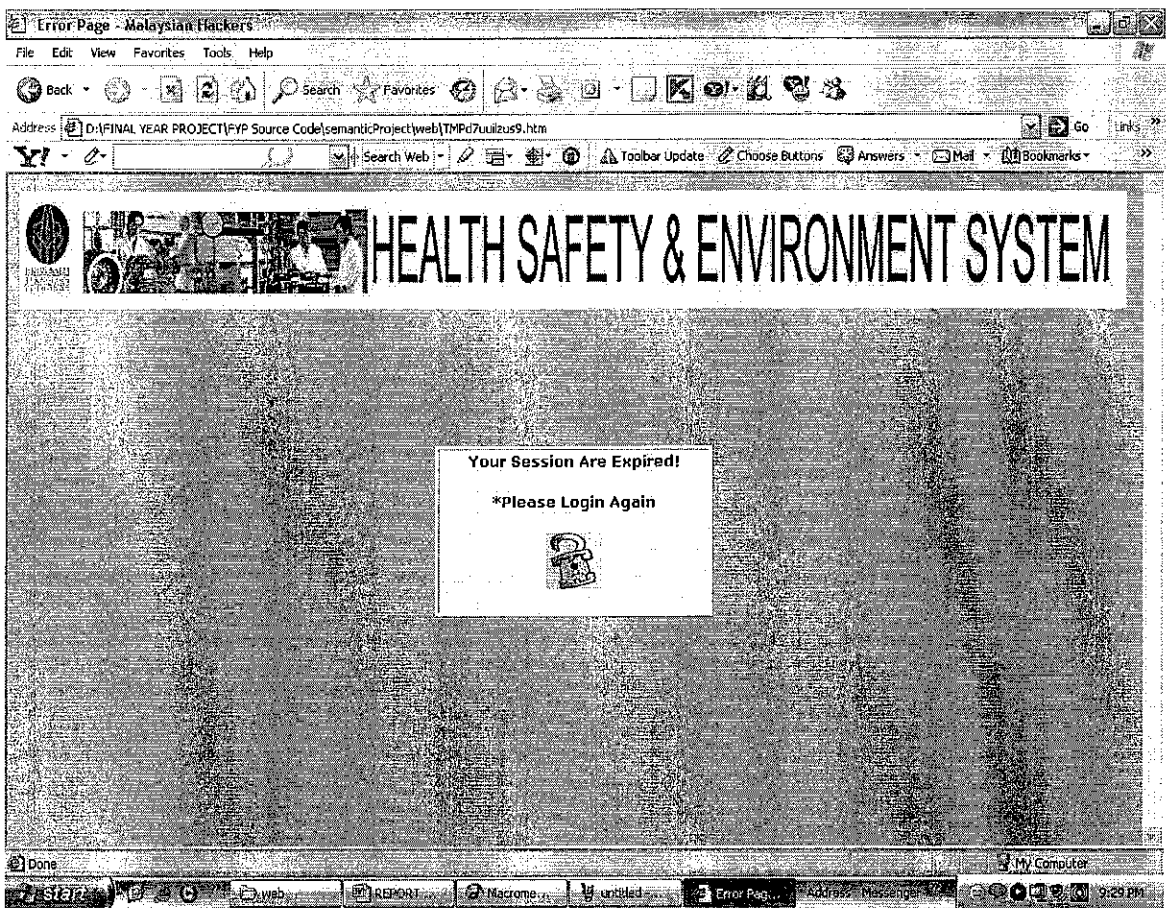 Error Page - Malaysian Hackers
File Edit View Favorites Tools Help
Back Search Favorites
Address D:\FINAL YEAR PROJECT\FYP Source Code\semanticProject\web\TMPd7uuilzus9.htm Go Links »
Y! Search Web Toolbar Update Choose Buttons Answers Mail Bookmarks »
HEALTH SAFETY & ENVIRONMENT SYSTEM
Your Session Are Expired!
*Please Login Again
Done My Computer
start web REPORT ... Macrome... untitled -... Error Pag... Address Messenger 9:29 PM